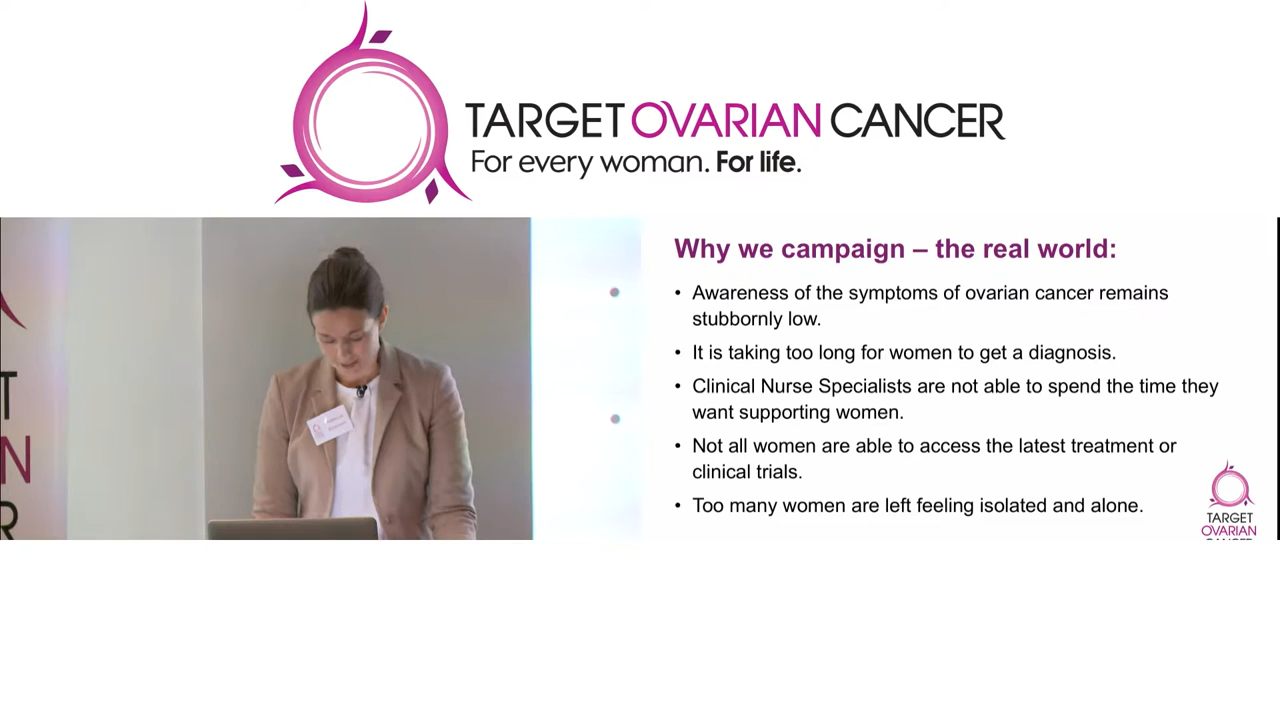 TARGET OVARIAN CANCER
For every woman. For life.
Why we campaign – the real world:
• Awareness of the symptoms of ovarian cancer remains
stubbornly low.
• It is taking too long for women to get a diagnosis.
• Clinical Nurse Specialists are not able to spend the time they
want supporting women.
• Not all women are able to access the latest treatment or
clinical trials.
• Too many women are left feeling isolated and alone.
TARGET
OVARIAN
CANCER
T
N
R